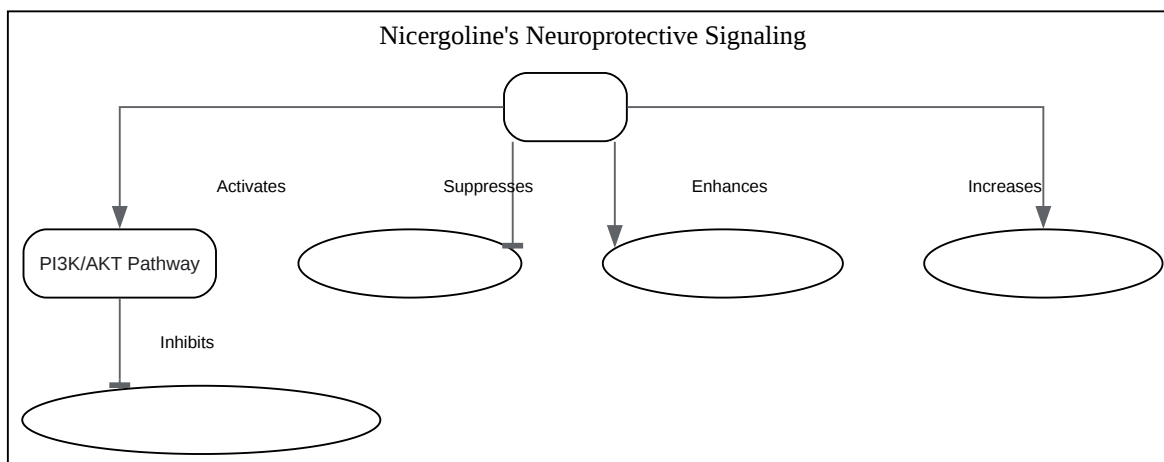 Nicergoline's Neuroprotective Signaling
Activates
Suppresses
Enhances
Increases
PI3K/AKT Pathway
Inhibits